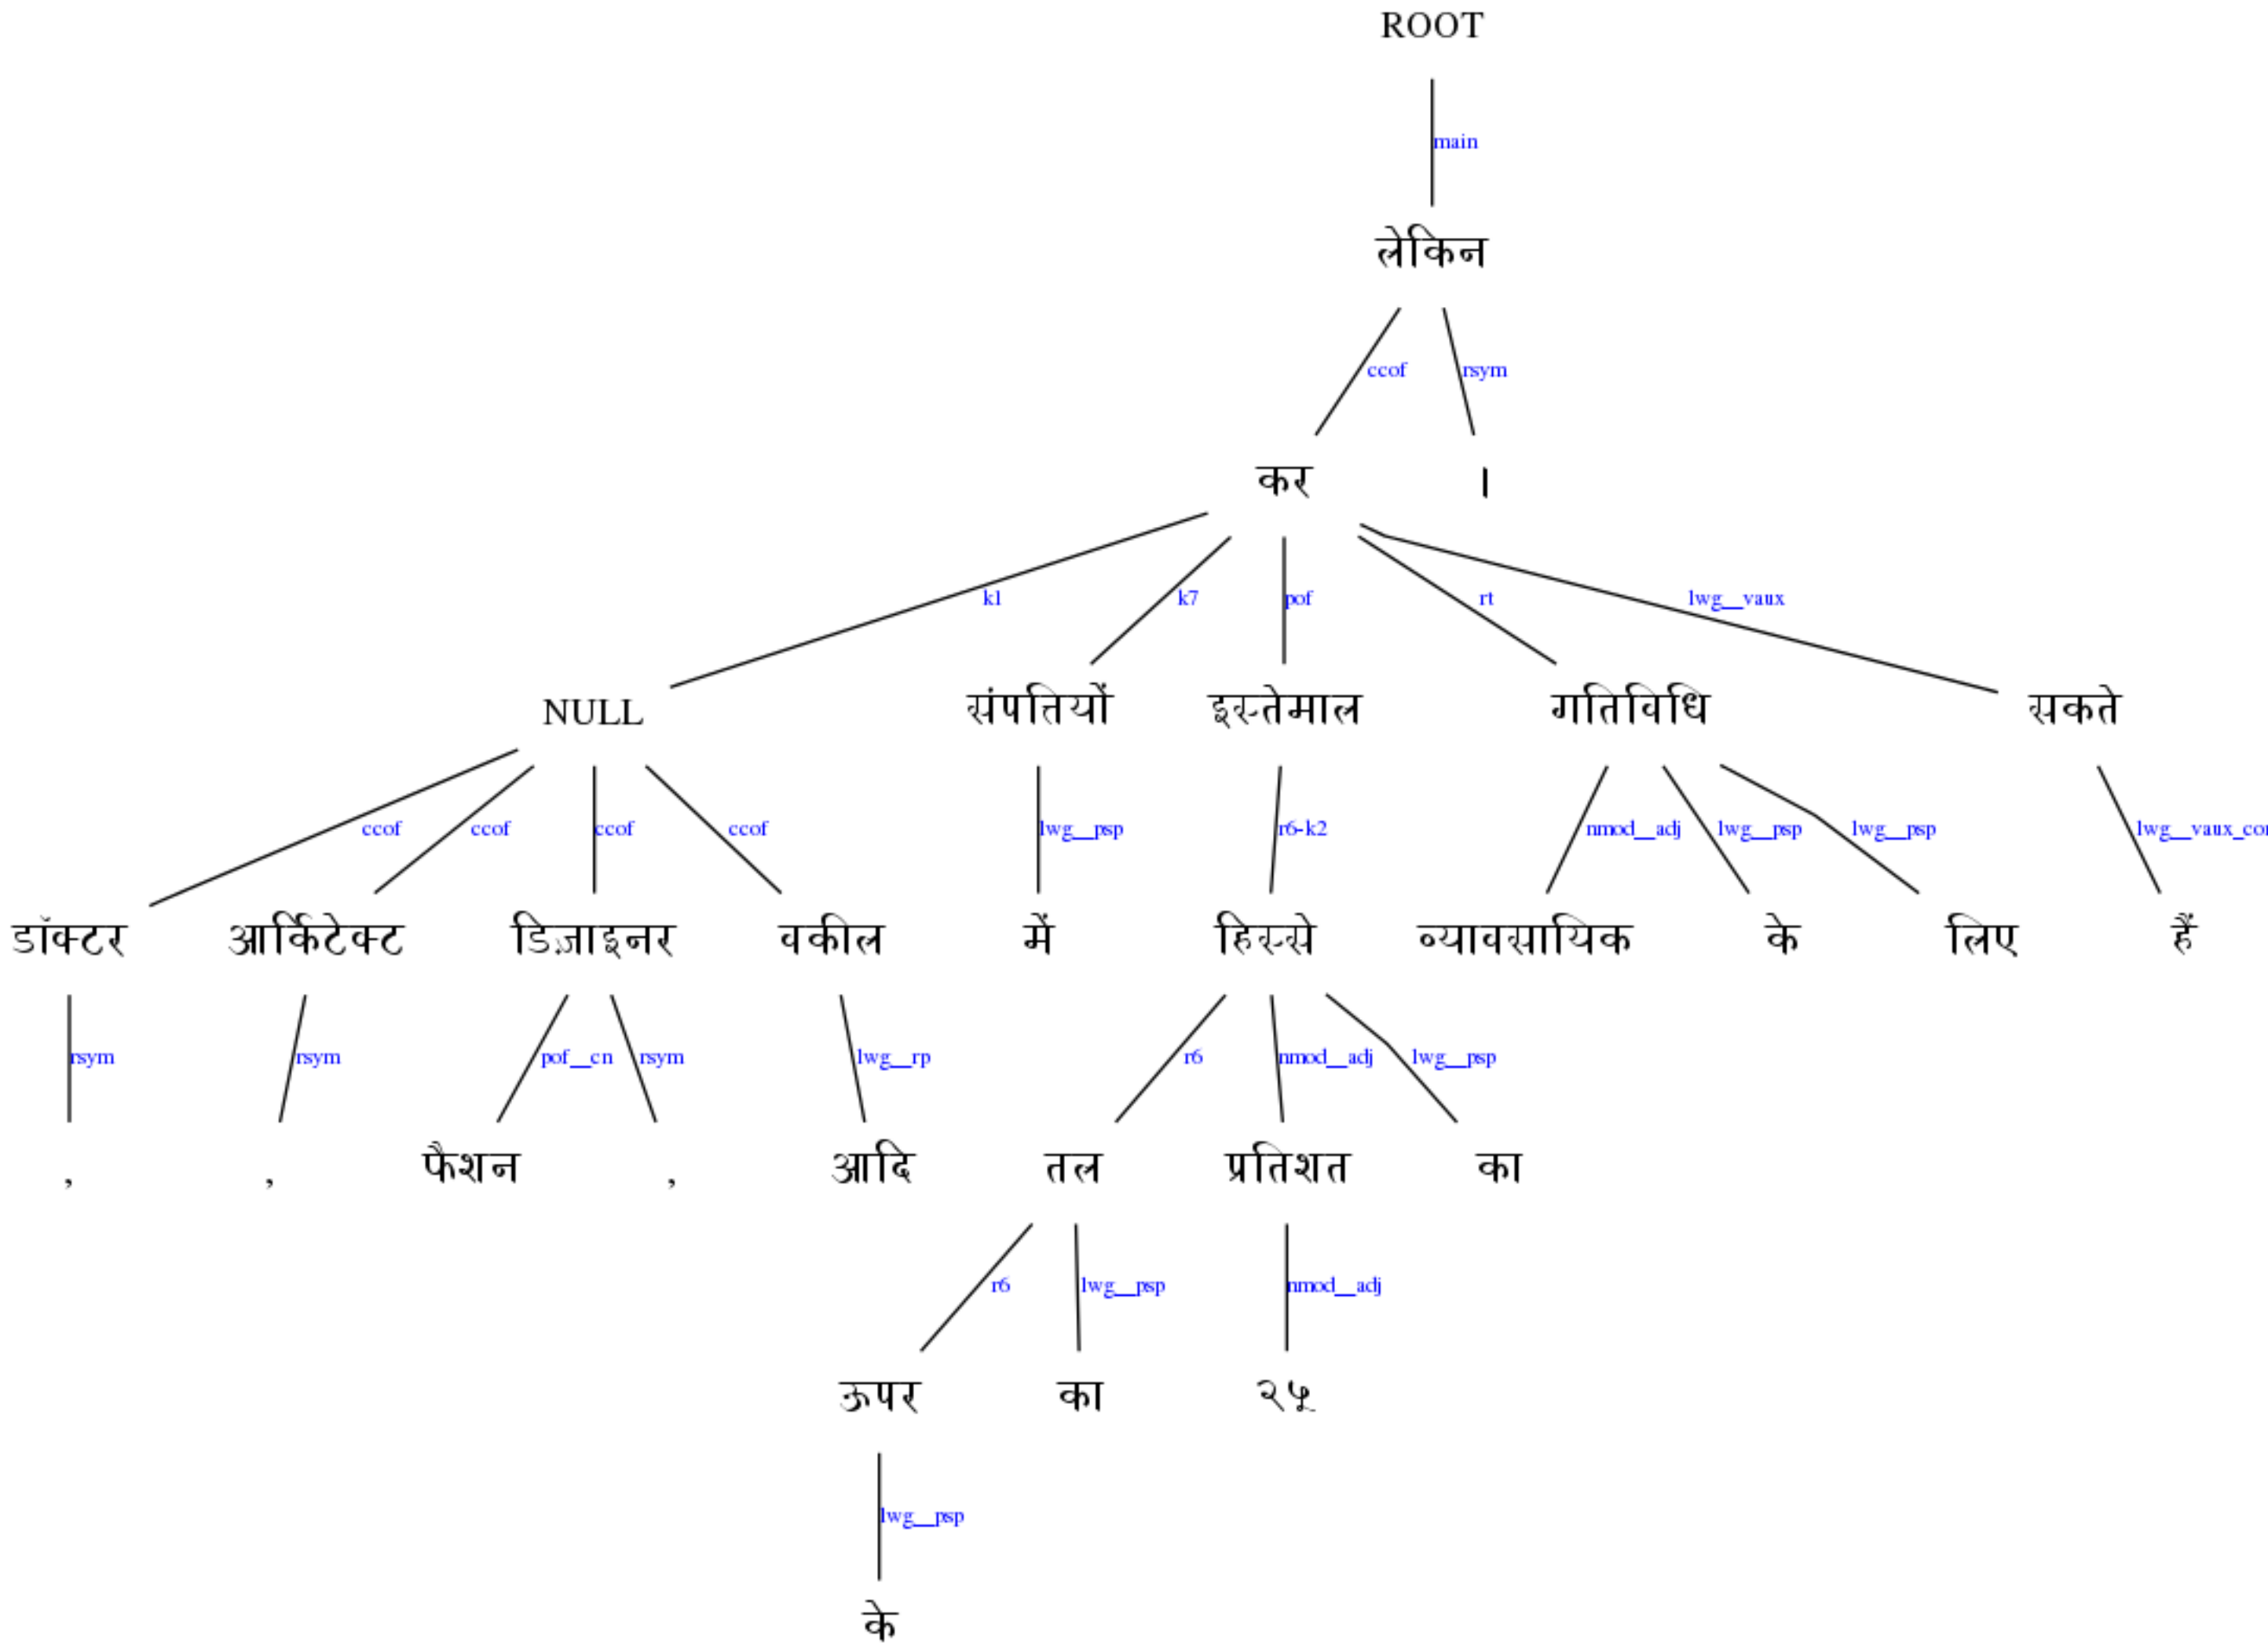 ROOT
main
लेकिन
ccof rsym
कर ।
k1 k7 pof rt lwg__vaux
NULL संपत्तियों इस्तेमाल गतिविधि सकते
ccof ccof ccof ccof lwg__psp r6-k2 nmod__adj lwg__psp lwg__psp lwg__vaux_con
डॉक्टर आर्किटेक्ट डिज़ाइनर वकील में हिस्से व्यावसायिक के लिए हैं
rsym rsym pof__cn rsym lwg__rp r6 nmod__adj lwg__psp
, , फैशन , आदि तल प्रतिशत का
r6 lwg__psp nmod__adj
ऊपर का २५
lwg__psp
के